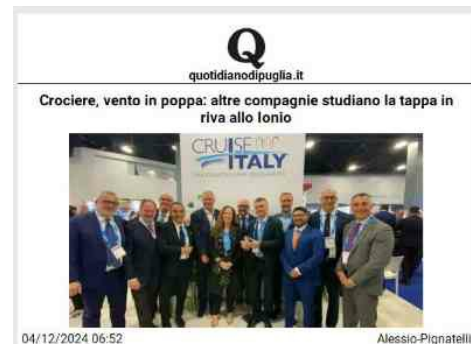 Q
quotidianodipuglia.it
Crociere, vento in poppa: altre compagnie studiano la tappa in
riva allo Ionio
CRUISE
ITALY
04/12/2024 06:52
Alessio-Pignatelli